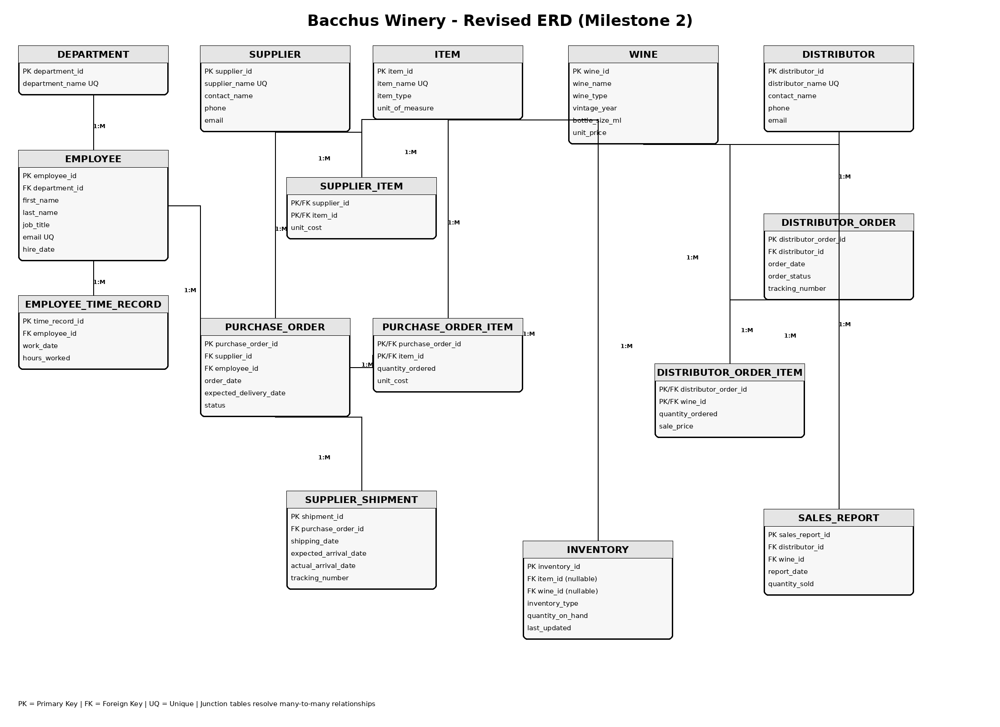 Bacchus Winery - Revised ERD (Milestone 2)
DEPARTMENT
PK department_id
department_name UQ
SUPPLIER
PK supplier_id
supplier_name UQ
contact_name
phone
email
ITEM
PK item_id
item_name UQ
item_type
unit_of_measure
WINE
PK wine_id
wine_name
wine_type
vintage_year
bottle_size_ml
unit_price
DISTRIBUTOR
PK distributor_id
distributor_name UQ
contact_name
phone
email
1:M
1:M
1:M
1:M
EMPLOYEE
PK employee_id
FK department_id
first_name
last_name
job_title
email UQ
hire_date
SUPPLIER_ITEM
PK/FK supplier_id
PK/FK item_id
unit_cost
1:M
1:M
1:M
DISTRIBUTOR_ORDER
PK distributor_order_id
FK distributor_id
order_date
order_status
tracking_number
1:M
1:M
EMPLOYEE_TIME_RECORD
PK time_record_id
FK employee_id
work_date
hours_worked
PURCHASE_ORDER
PK purchase_order_id
FK supplier_id
FK employee_id
order_date
expected_delivery_date
status
1:M
PURCHASE_ORDER_ITEM
PK/FK purchase_order_id
PK/FK item_id
quantity_ordered
unit_cost
1:M
1:M
1:M
1:M
1:M
DISTRIBUTOR_ORDER_ITEM
PK/FK distributor_order_id
PK/FK wine_id
quantity_ordered
sale_price
1:M
SUPPLIER_SHIPMENT
PK shipment_id
FK purchase_order_id
shipping_date
expected_arrival_date
actual_arrival_date
tracking_number
INVENTORY
PK inventory_id
FK item_id (nullable)
FK wine_id (nullable)
inventory_type
quantity_on_hand
last_updated
SALES_REPORT
PK sales_report_id
FK distributor_id
FK wine_id
report_date
quantity_sold
PK = Primary Key | FK = Foreign Key | UQ = Unique | Junction tables resolve many-to-many relationships